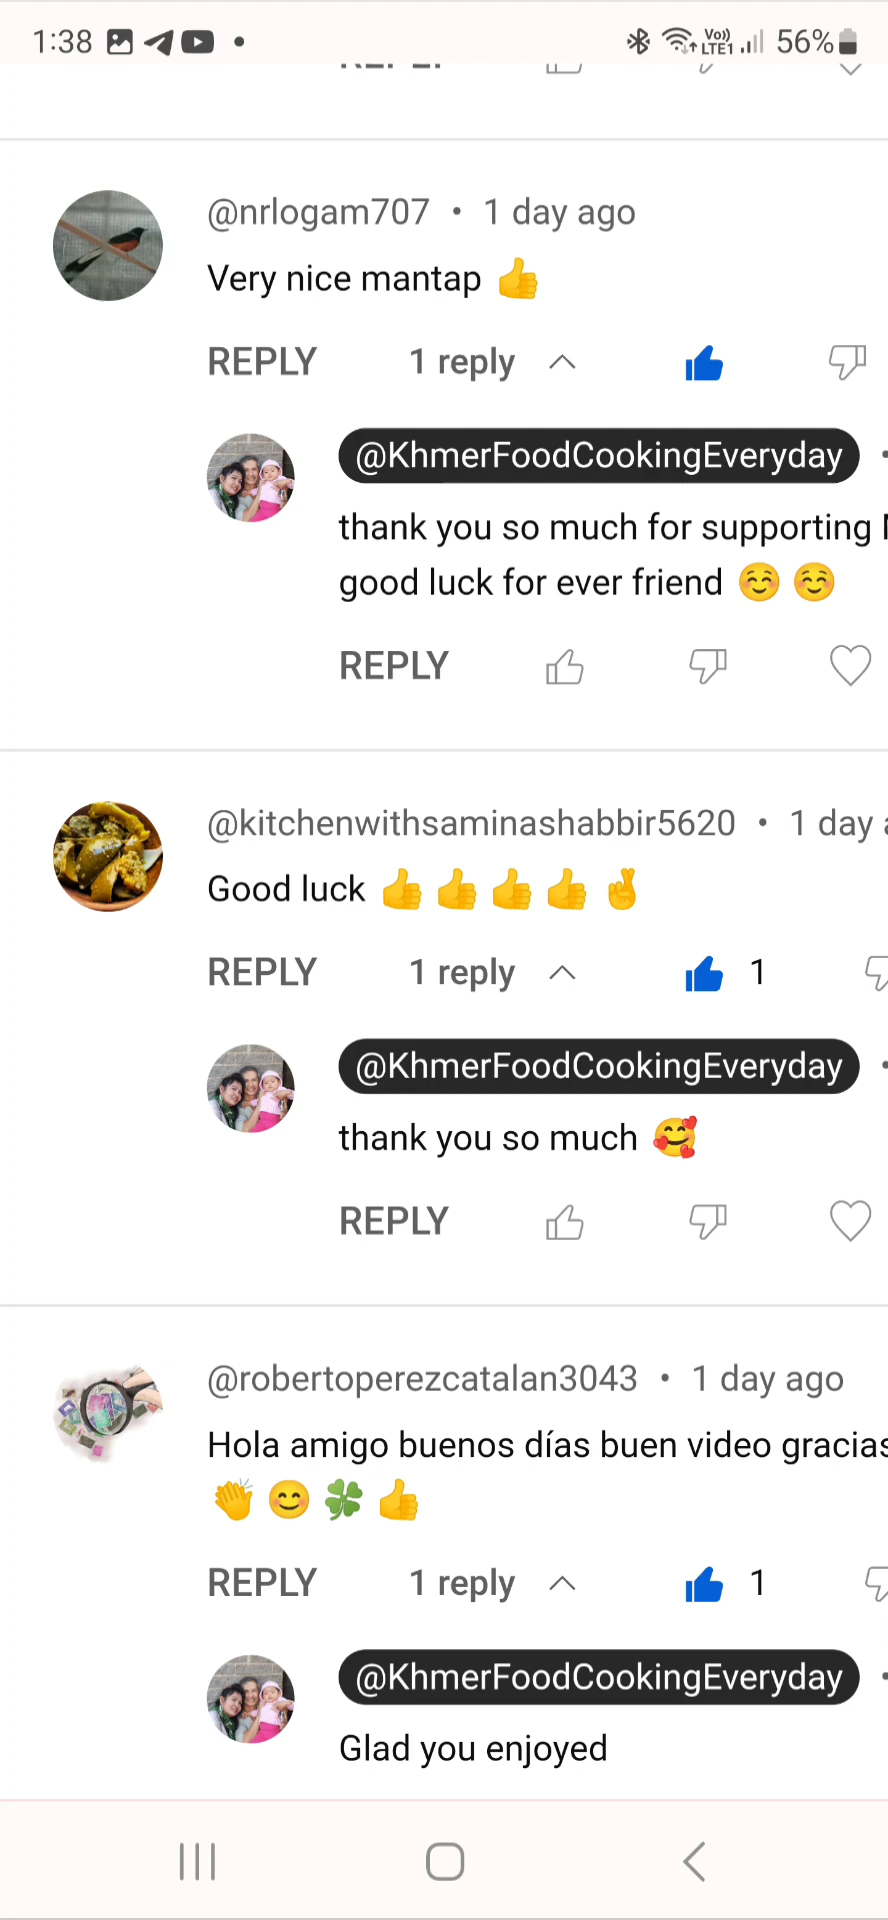 1:38
Vo))
LTE1
56%
@nrlogam707 • 1 day ago
Very nice mantap 👍
REPLY 1 reply
@KhmerFoodCookingEveryday
thank you so much for supporting
good luck for ever friend ☺️ ☺️
REPLY
@kitchenwithsaminashabbir5620 • 1 day
Good luck 👍👍👍👍🤞
REPLY 1 reply 1
@KhmerFoodCookingEveryday
thank you so much 🥰
REPLY
@robertoperezcatalan3043 • 1 day ago
Hola amigo buenos días buen video gracias
👏😊🍀👍
REPLY 1 reply 1
@KhmerFoodCookingEveryday
Glad you enjoyed